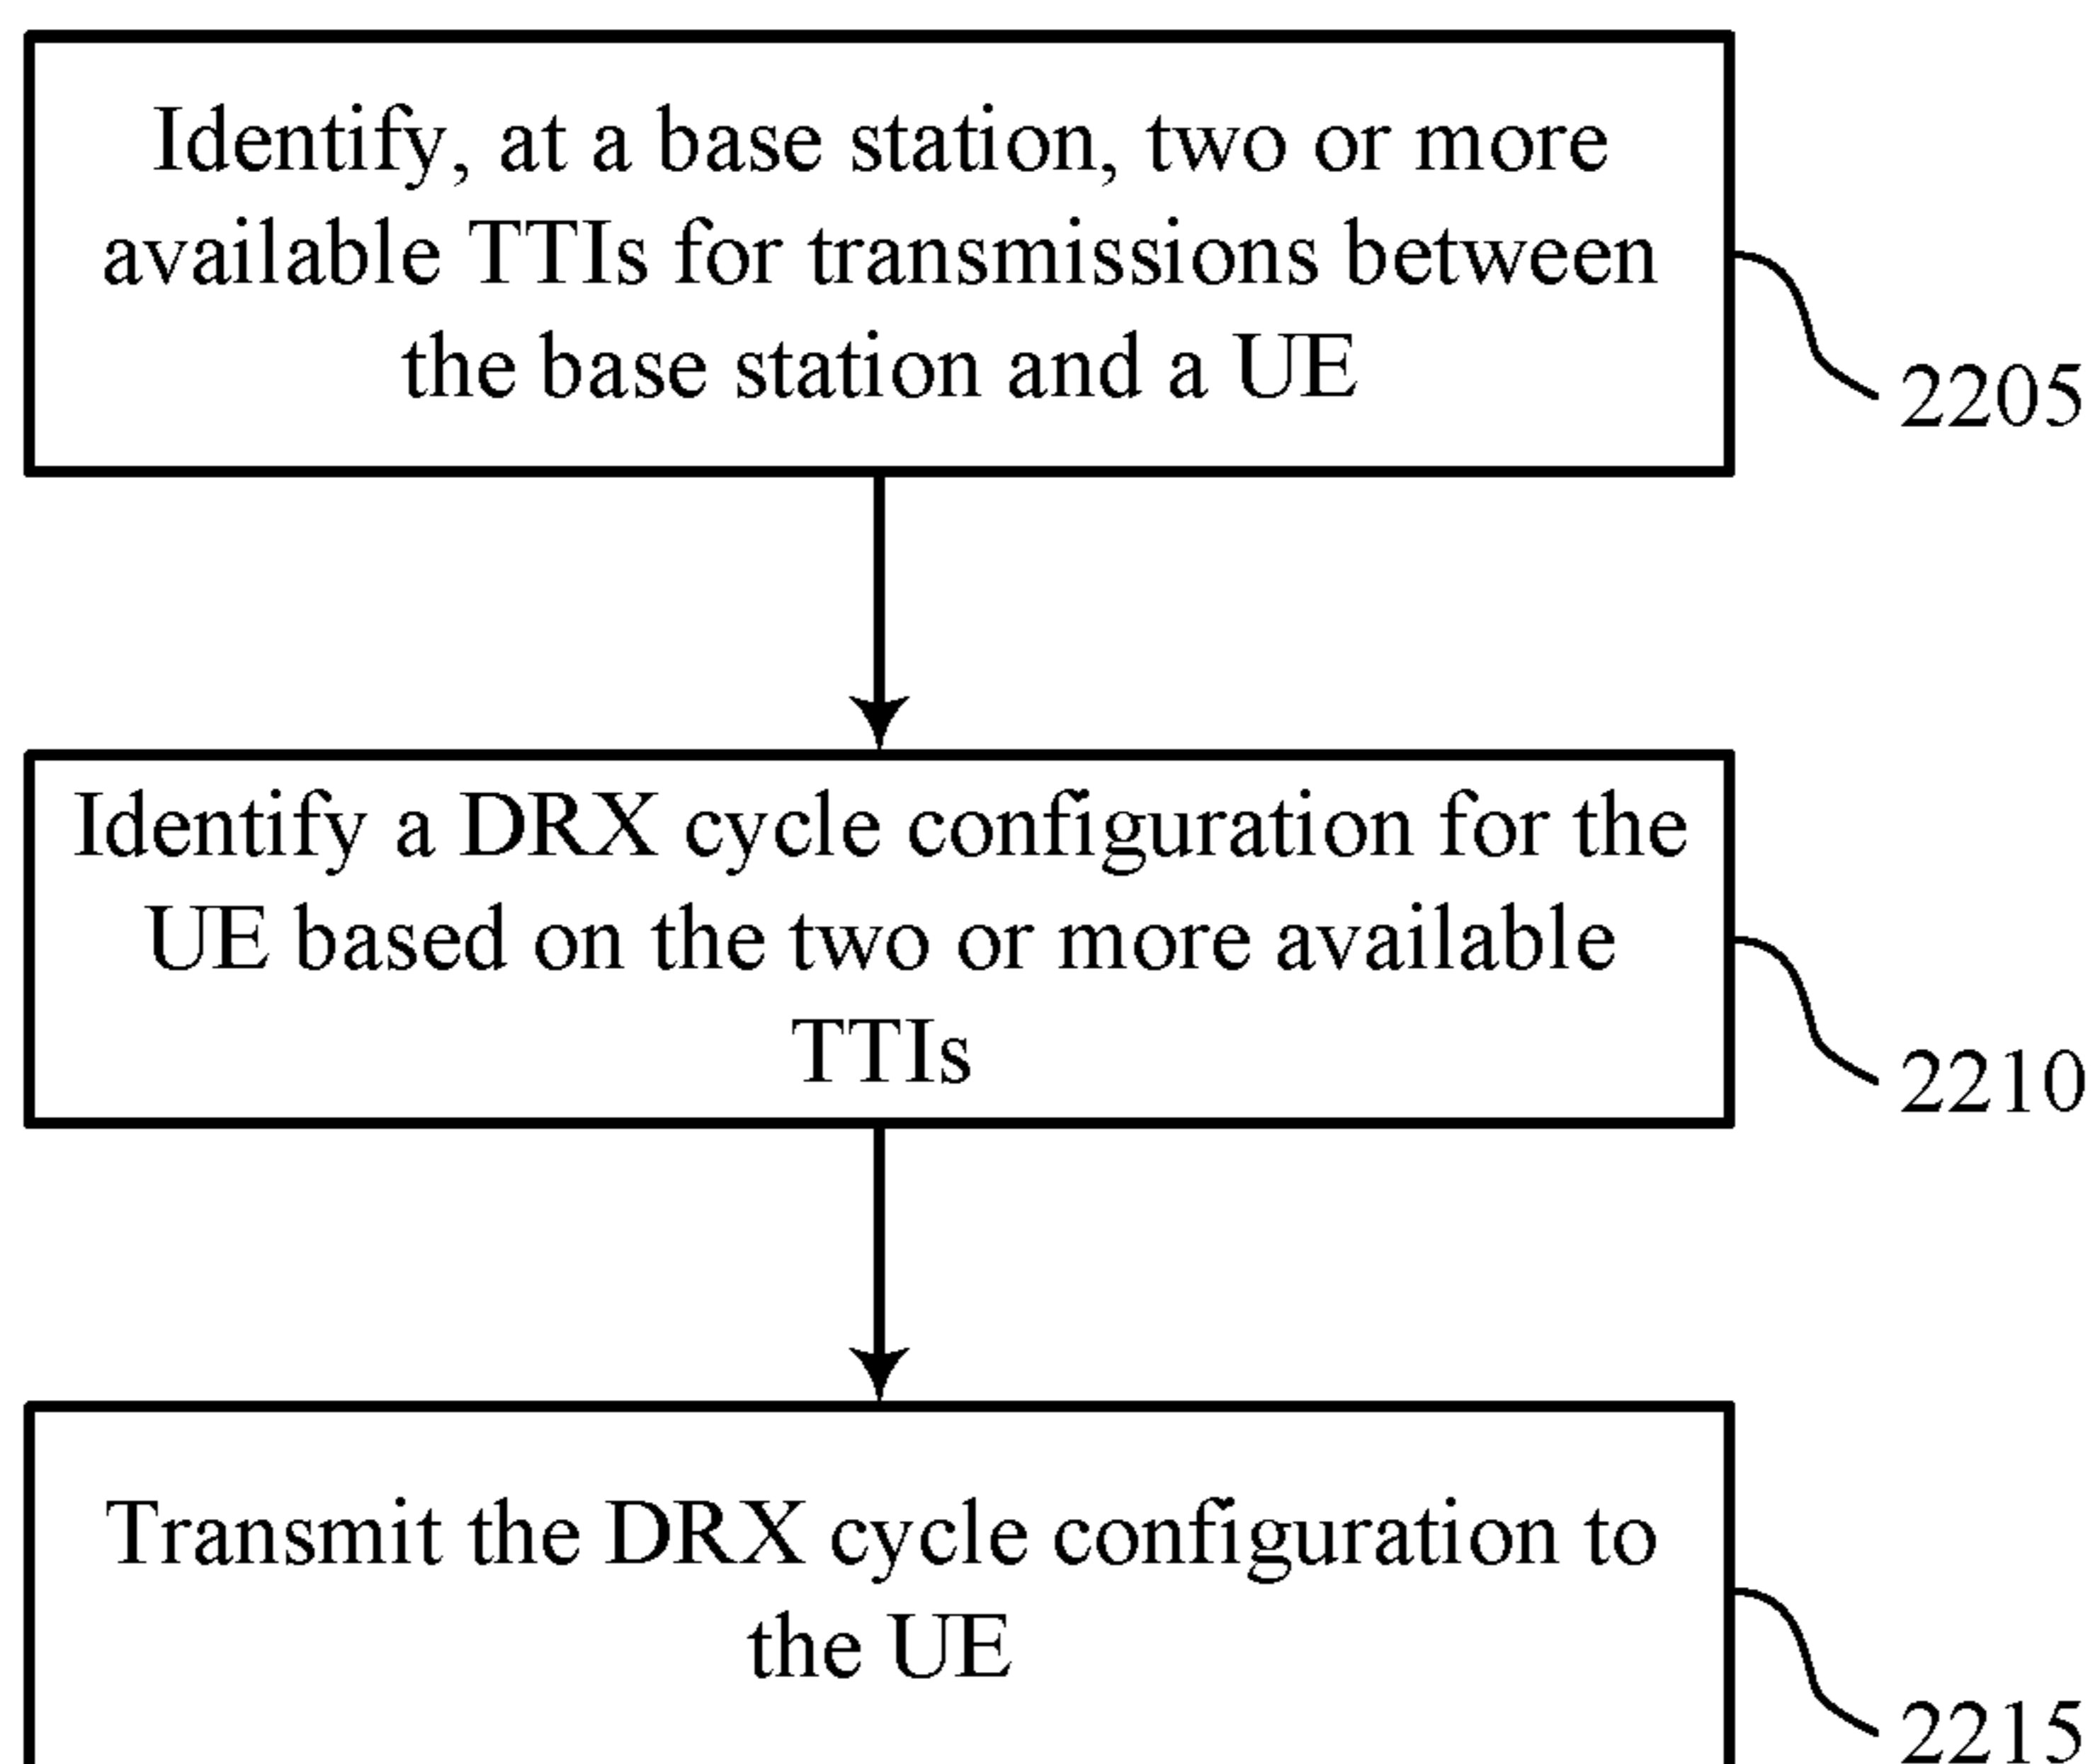 Identify, at a base station, two or more
available TTIs for transmissions between
the base station and a UE
2205
Identify a DRX cycle configuration for the
UE based on the two or more available
TTIs
2210
Transmit the DRX cycle configuration to
the UE
2215